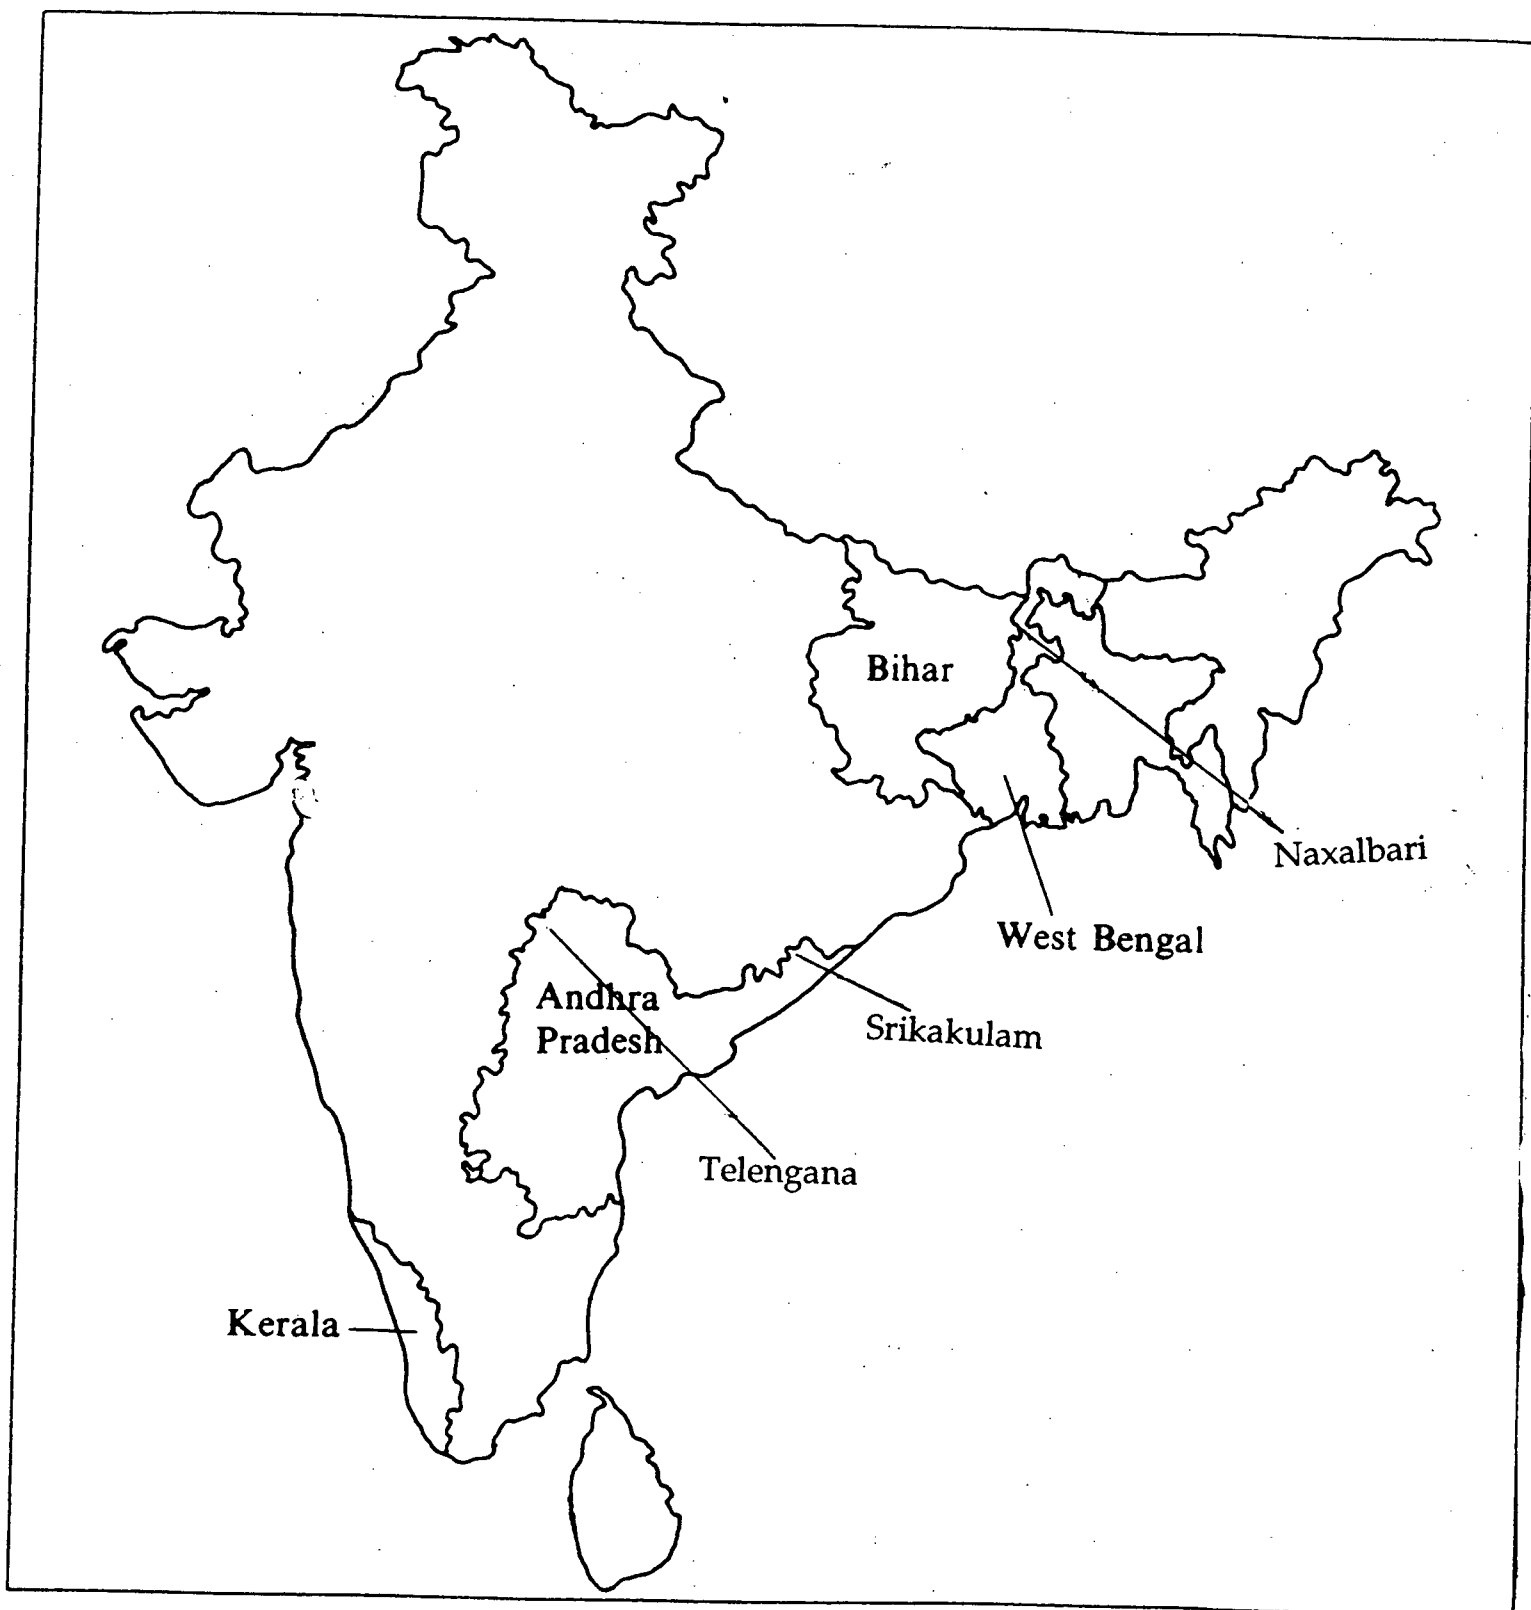 Bihar
Naxalbari
West Bengal
Andhra
Pradesh
Srikakulam
Telengana
Kerala